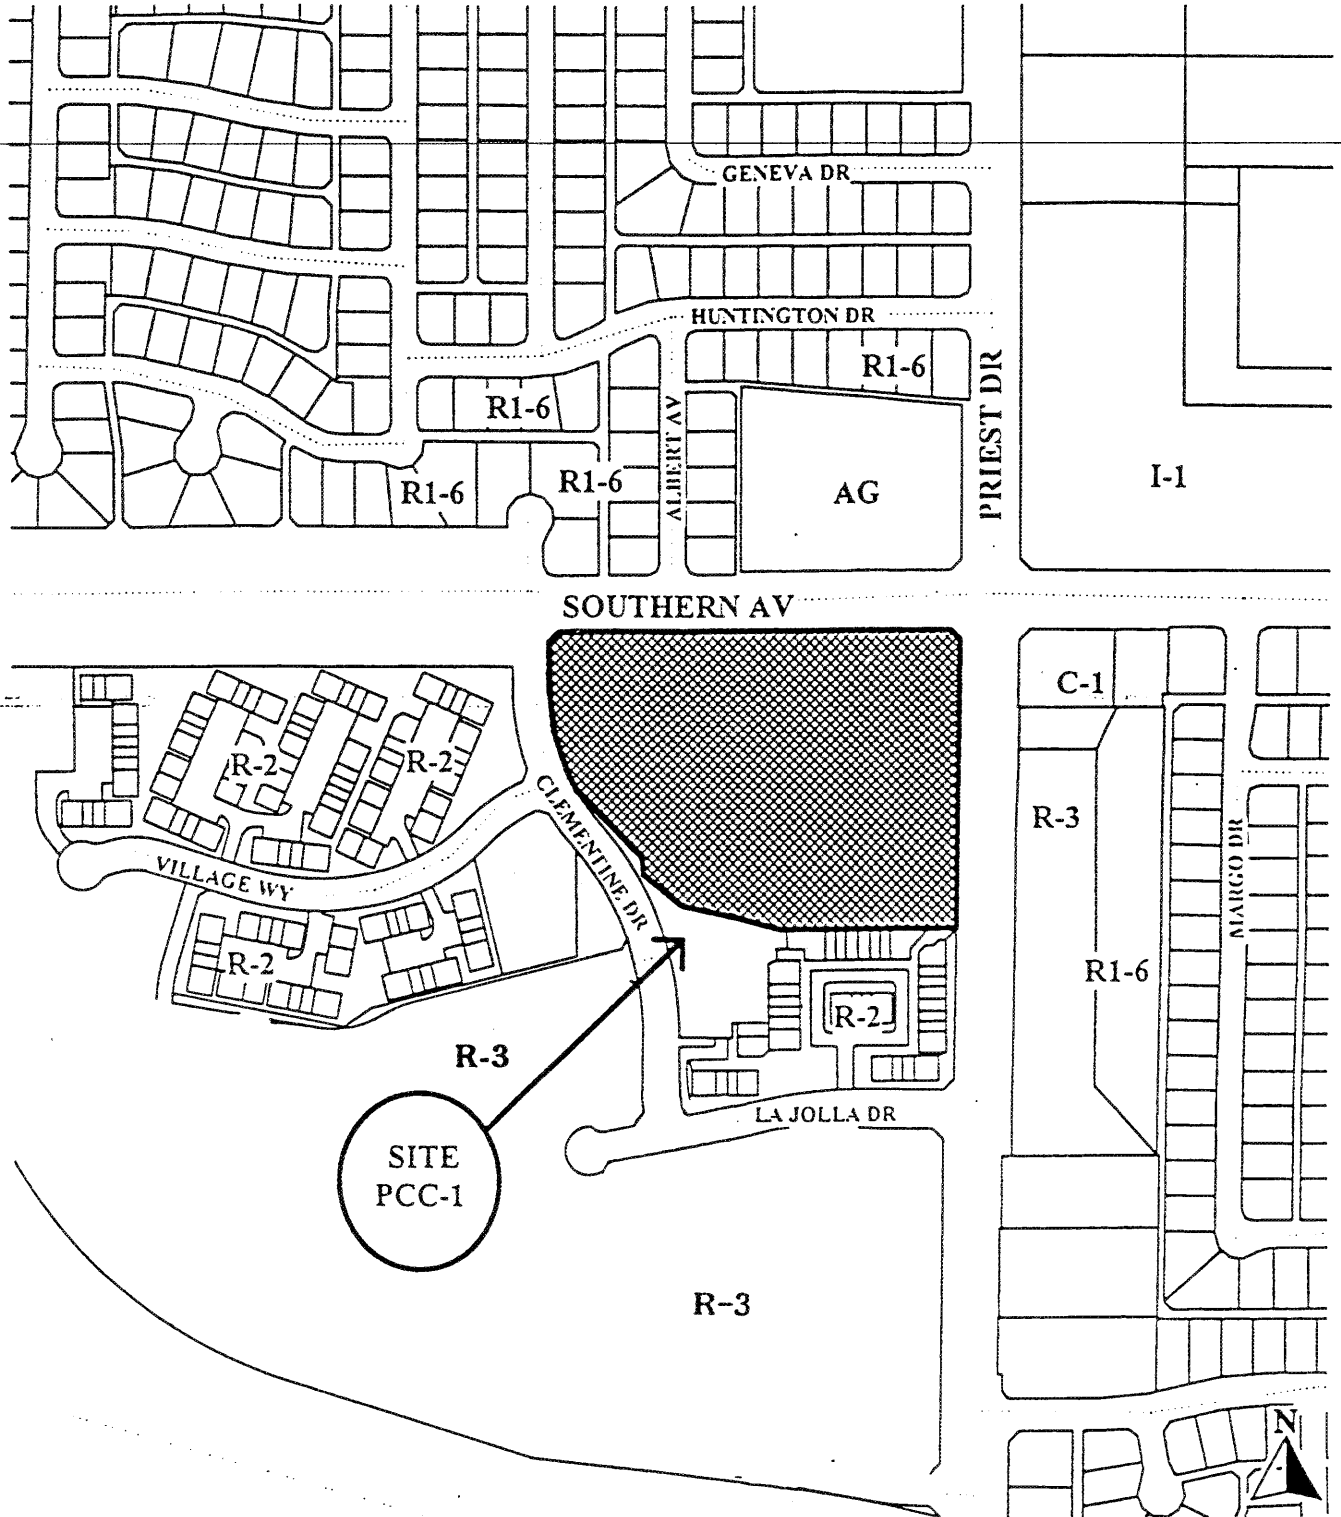 GENEVA DR
HUNTINGTON DR
R1-6
PRIEST DR
R1-6
ALBERT AV
R1-6
R1-6
AG
I-1
SOUTHERN AV
C-1
R-2
R-2
CLEMENTINE DR
R-3
MARGO DR
VILLAGE WY
R-2
R1-6
R-2
R-3
LA JOLLA DR
SITE
PCC-1
R-3
N